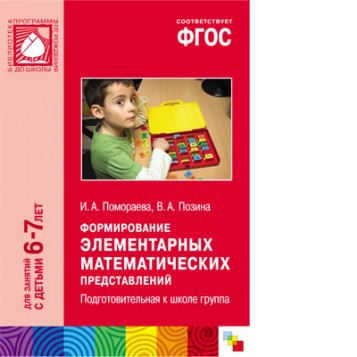 СООТВЕТСТВУЕТ
ФГОС
БИБЛИОТЕКА ПРОГРАММЫ
ОТ РОЖДЕНИЯ
ДО ШКОЛЫ
И. А. Помораева, В. А. Позина
ФОРМИРОВАНИЕ
ЭЛЕМЕНТАРНЫХ
МАТЕМАТИЧЕСКИХ
ПРЕДСТАВЛЕНИЙ
Подготовительная к школе группа
ДЛЯ ЗАНЯТИЙ
С ДЕТЬМИ 6-7 ЛЕТ